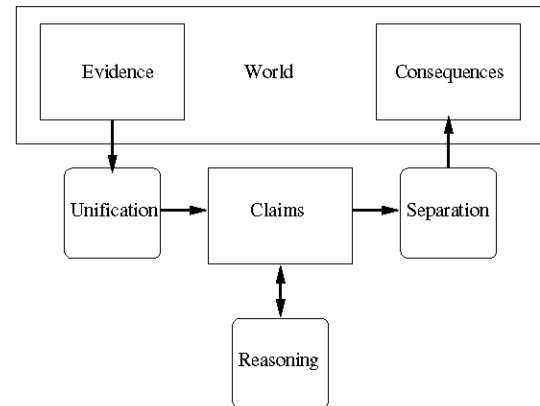 Evidence
World
Consequences
Unification
Claims
Separation
Reasoning